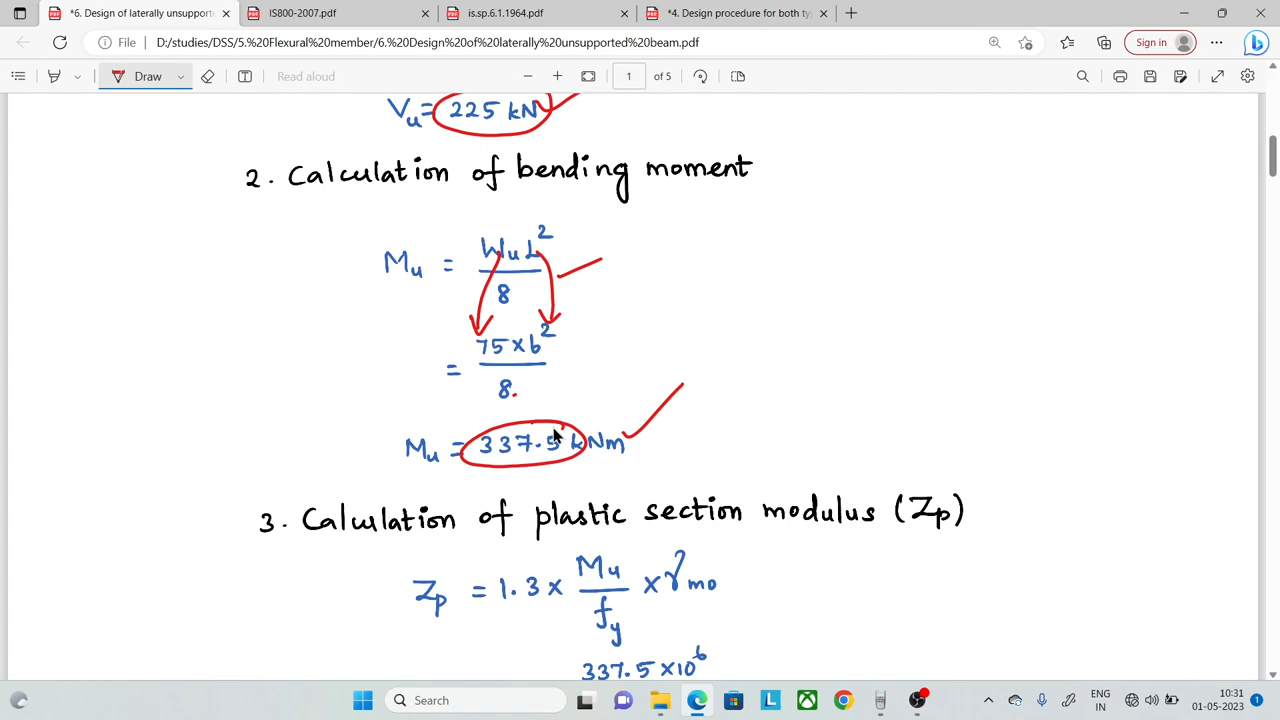 *6. Design of laterally unsupporte
IS800-2007.pdf
is.sp.6.1.1964.pdf
*4. Design procedure for both typ
File
D:/studies/DSS/5.%20Flexural%20member/6.%20Design%20of%20laterally%20unsupported%20beam.pdf
Sign in
Draw
Read aloud
1 of 5
Vu = 225 kN
2. Calculation of bending moment
Mu = WuL²
8
= 75×6²
8
Mu = 337.5 kNm
3. Calculation of plastic section modulus (Zp)
Zp = 1.3 × Mu × γmo
fy
337.5×10⁶
Search
ENG
IN
10:31
01-05-2023
1